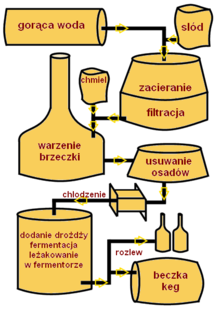 gorąca woda
słód
chmiel
zacieranie
filtracja
warzenie
brzeczki
usuwanie
osadów
chłodzenie
dodanie drożdży
fermentacja
leżakowanie
w fermentorze
rozlew
beczka
keg